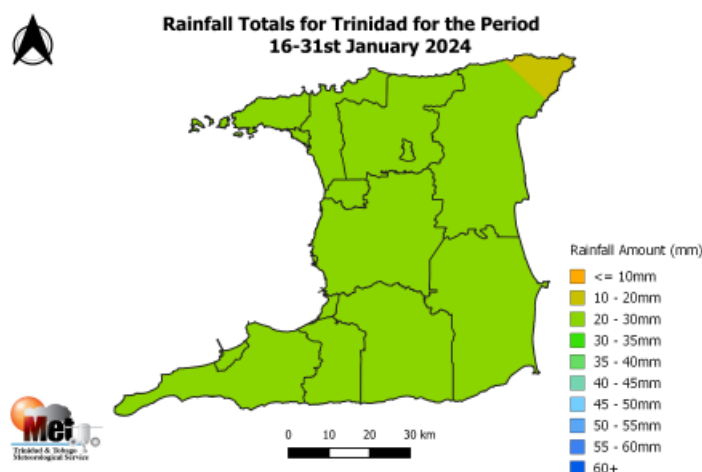 Rainfall Totals for Trinidad for the Period
16-31st January 2024
Rainfall Amount (mm)
<= 10mm
10 - 20mm
20 - 30mm
30 - 35mm
35 - 40mm
40 - 45mm
45 - 50mm
50 - 55mm
55 - 60mm
60+
Met
Trinidad & Tobago
Meteorological Service
0 10 20 30 km